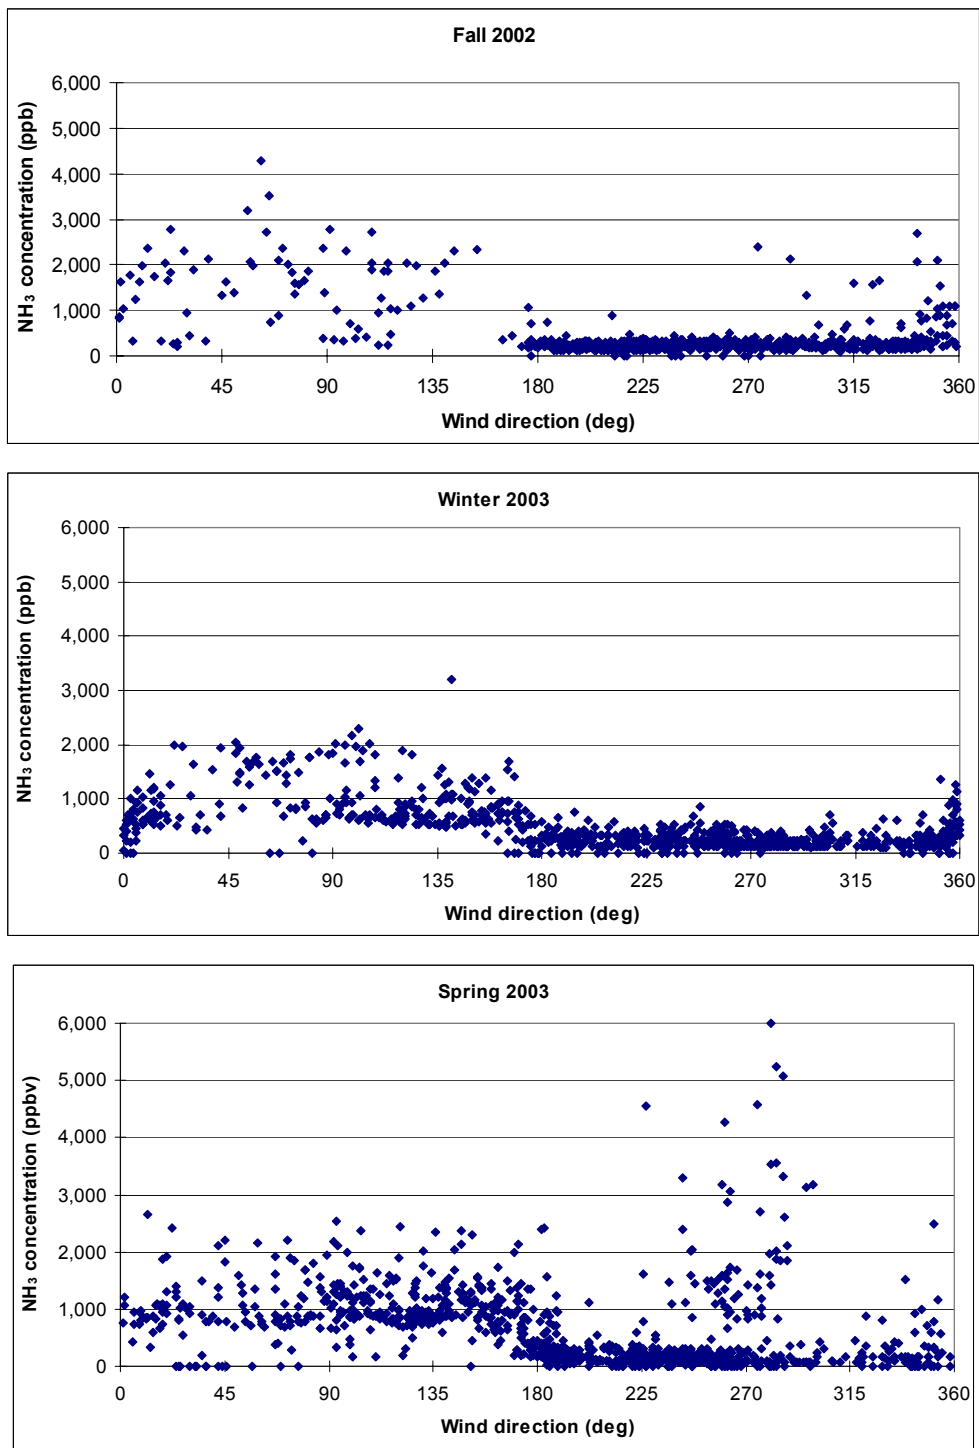 Fall 2002
NH₃ concentration (ppb)
6,000
5,000
4,000
3,000
2,000
1,000
0
0 45 90 135 180 225 270 315 360
Wind direction (deg)
Winter 2003
NH₃ concentration (ppb)
6,000
5,000
4,000
3,000
2,000
1,000
0
0 45 90 135 180 225 270 315 360
Wind direction (deg)
Spring 2003
NH₃ concentration (ppbv)
6,000
5,000
4,000
3,000
2,000
1,000
0
0 45 90 135 180 225 270 315 360
Wind direction (deg)